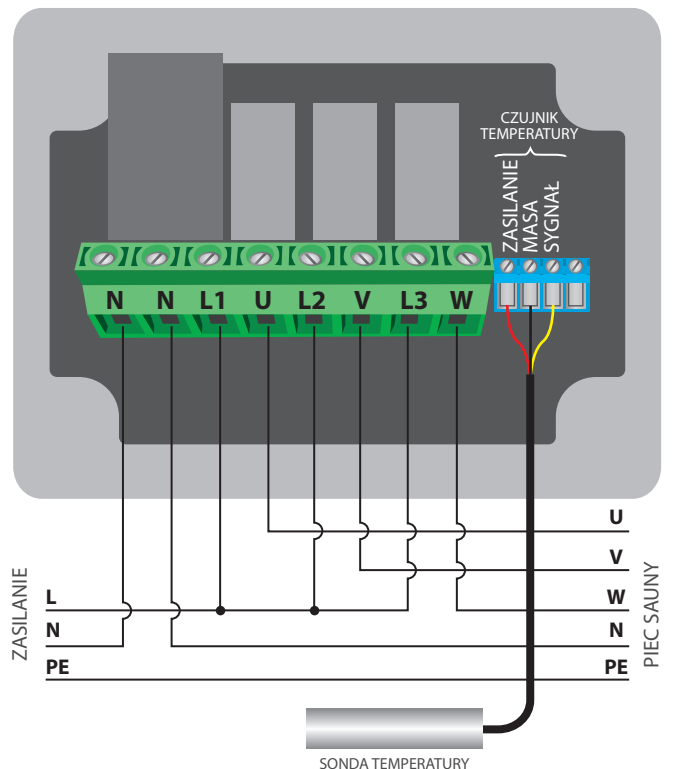 CZUJNIK
TEMPERATURY
ZASILANIE
MASA
SYGNAŁ
N N L1 U L2 V L3 W
U
V
L W
N N
PE PE
ZASILANIE
PIEC SAUNY
SONDA TEMPERATURY